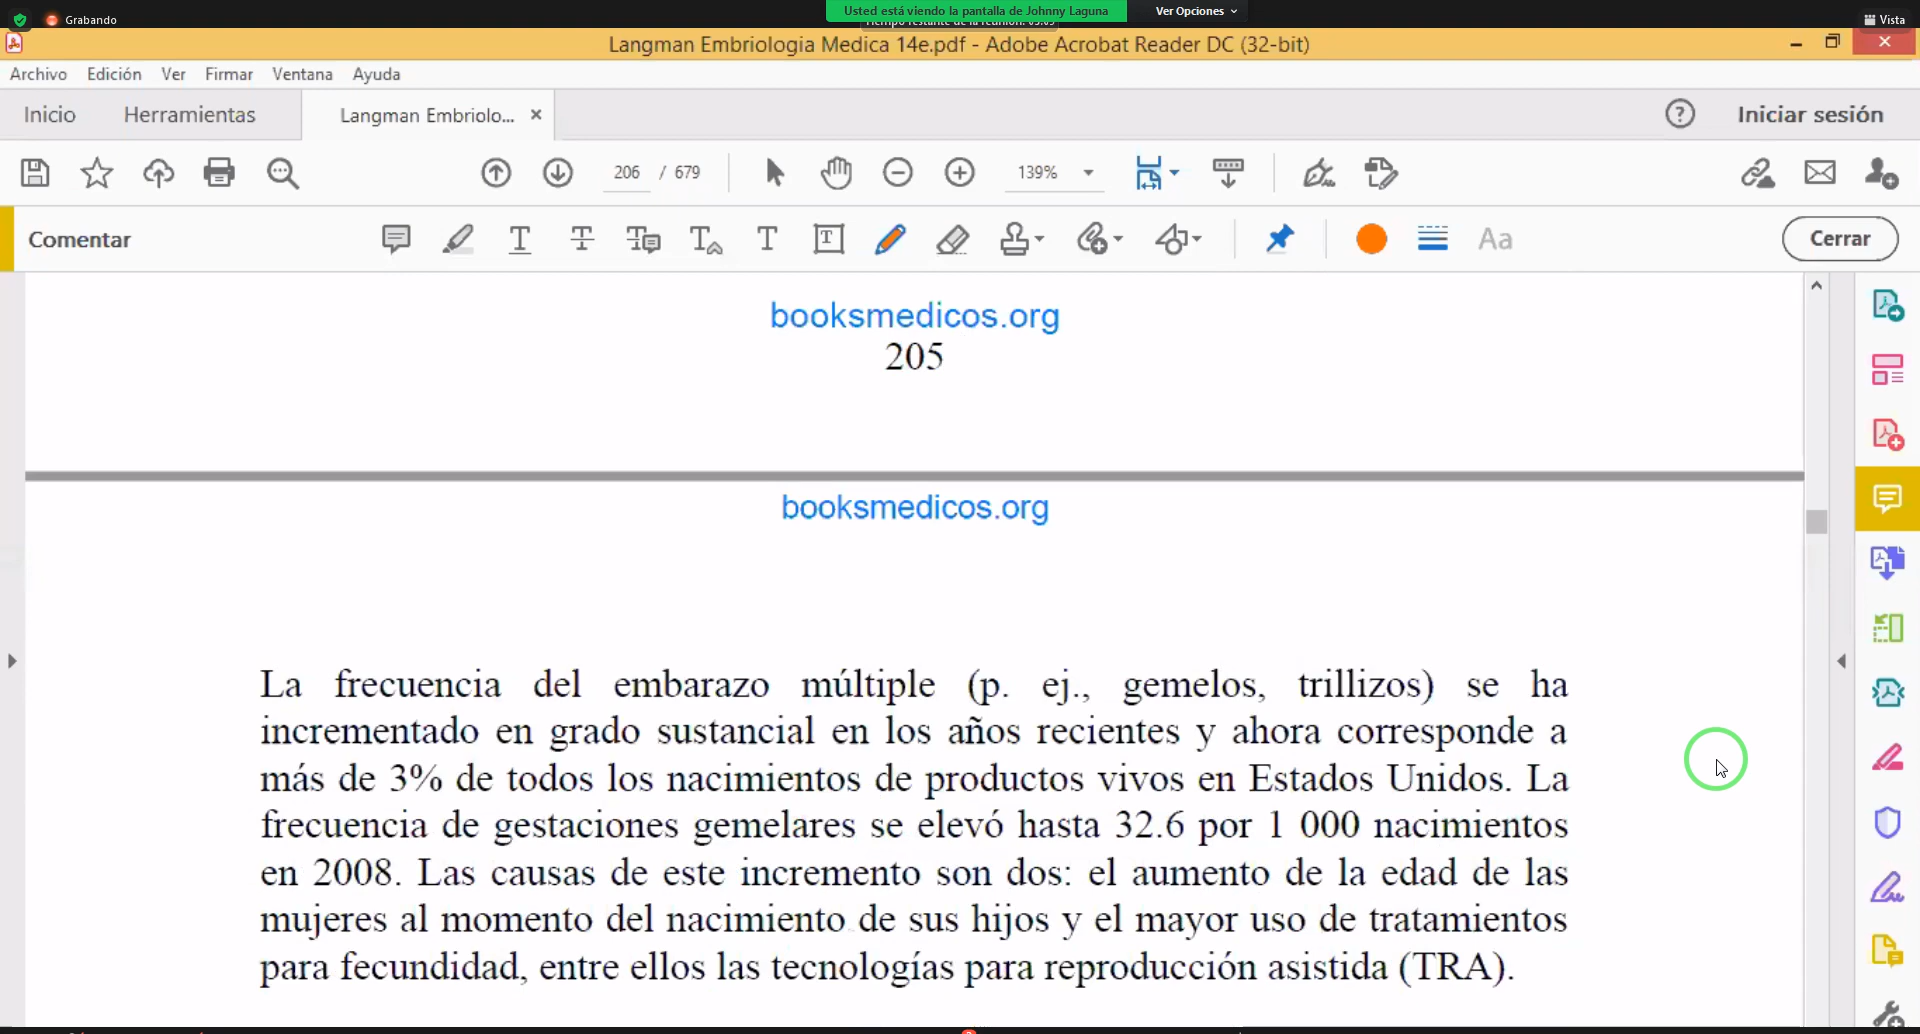 Grabando
Usted está viendo la pantalla de Johnny Laguna
Ver Opciones
Vista
Langman Embriologia Medica 14e.pdf - Adobe Acrobat Reader DC (32-bit)
Archivo Edición Ver Firmar Ventana Ayuda
Inicio Herramientas Langman Embriolo... Iniciar sesión
206 / 679 139%
Comentar Aa Cerrar
booksmedicos.org
205
booksmedicos.org
La frecuencia del embarazo múltiple (p. ej., gemelos, trillizos) se ha
incrementado en grado sustancial en los años recientes y ahora corresponde a
más de 3% de todos los nacimientos de productos vivos en Estados Unidos. La
frecuencia de gestaciones gemelares se elevó hasta 32.6 por 1 000 nacimientos
en 2008. Las causas de este incremento son dos: el aumento de la edad de las
mujeres al momento del nacimiento de sus hijos y el mayor uso de tratamientos
para fecundidad, entre ellos las tecnologías para reproducción asistida (TRA).